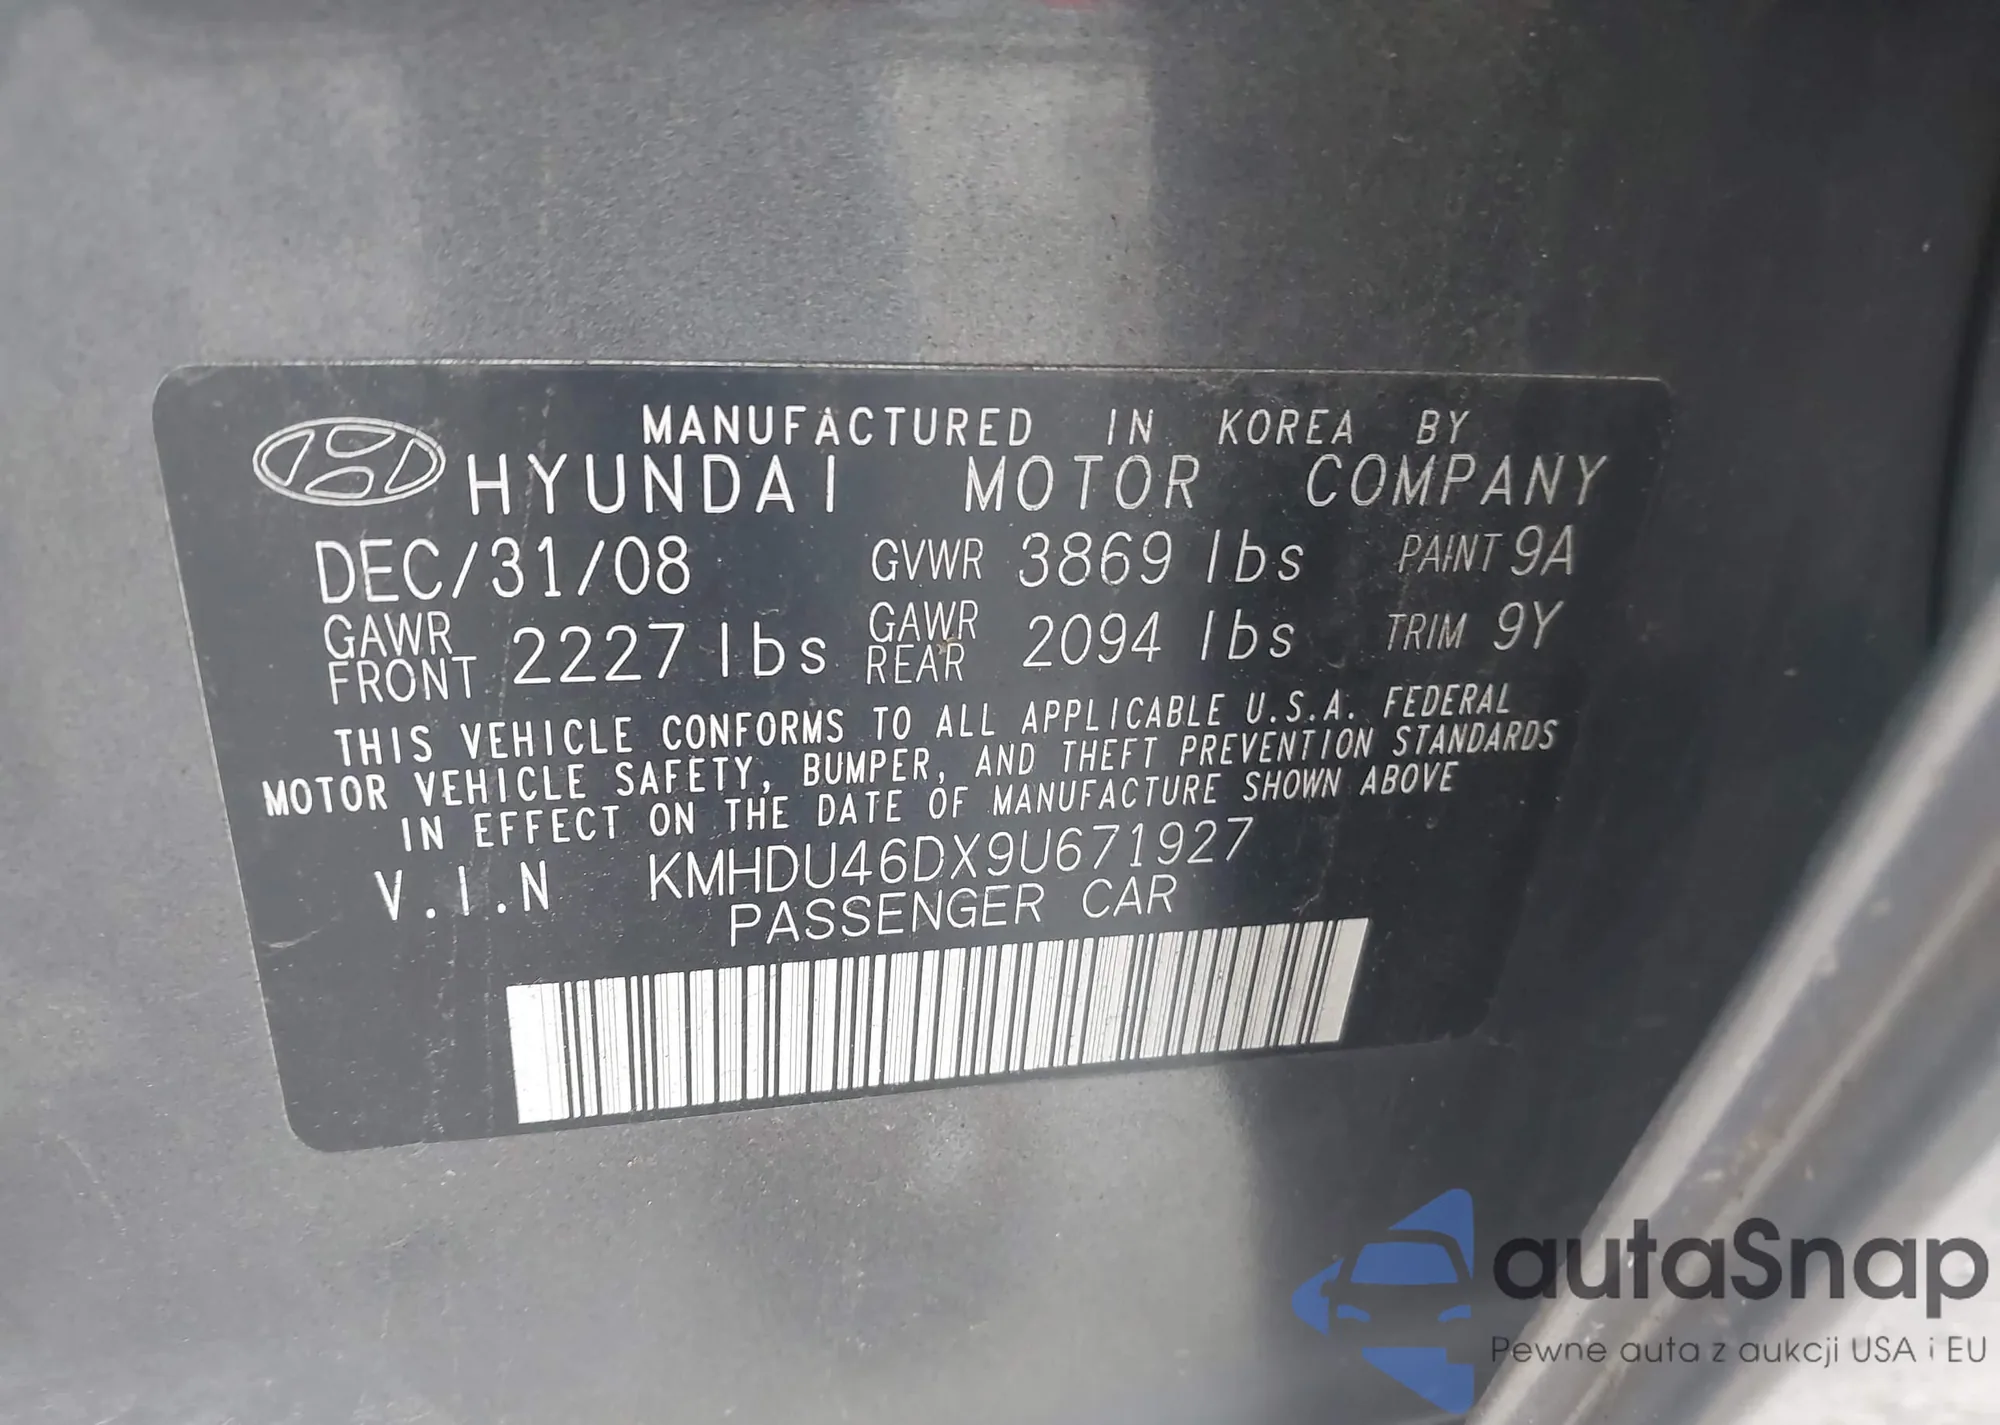 MANUFACTURED IN KOREA BY
HYUNDAI MOTOR COMPANY
DEC/31/08 GVWR 3869 lbs PAINT 9A
GAWR FRONT 2227 lbs GAWR REAR 2094 lbs TRIM 9Y
THIS VEHICLE CONFORMS TO ALL APPLICABLE U.S.A. FEDERAL
MOTOR VEHICLE SAFETY, BUMPER, AND THEFT PREVENTION STANDARDS
IN EFFECT ON THE DATE OF MANUFACTURE SHOWN ABOVE
V.I.N KMHDU46DX9U671927
PASSENGER CAR
autaSnap
Pewne auta z aukcji USA i EU